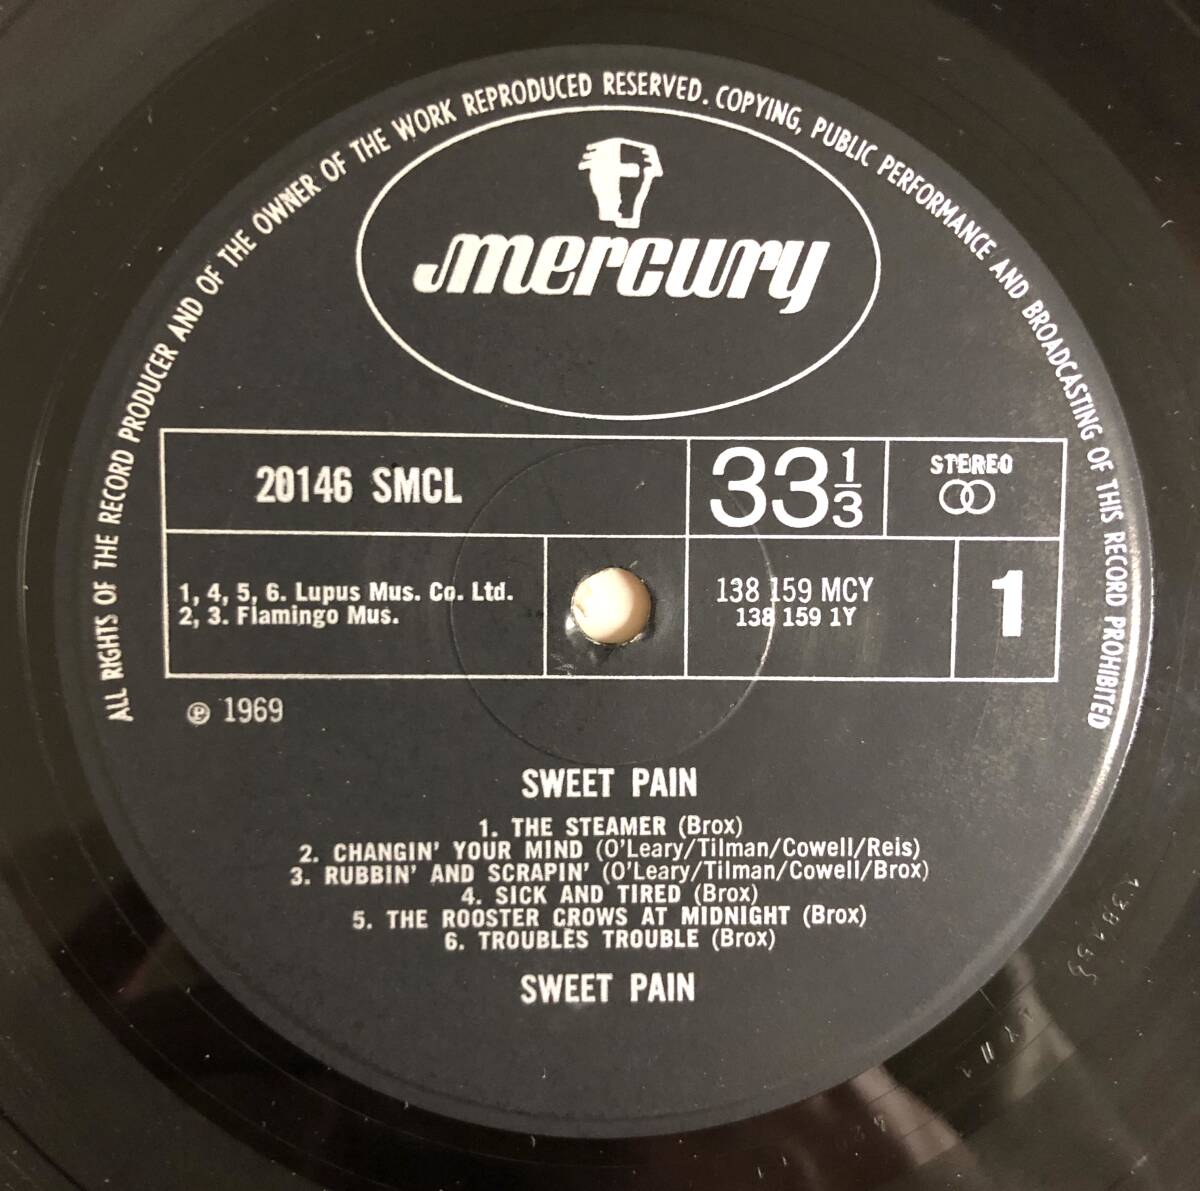 ALL RIGHTS OF THE RECORD PRODUCER AND OF THE OWNER OF THE WORK REPRODUCED RESERVED. COPYING, PUBLIC PERFORMANCE AND BROADCASTING OF THIS RECORD PROHIBITED
mercury
20146 SMCL
33 1/3
STEREO
1, 4, 5, 6. Lupus Mus. Co. Ltd.
2, 3. Flamingo Mus.
138 159 MCY
138 159 1Y
1
℗ 1969
SWEET PAIN
1. THE STEAMER (Brox)
2. CHANGIN' YOUR MIND (O'Leary/Tilman/Cowell/Reis)
3. RUBBIN' AND SCRAPIN' (O'Leary/Tilman/Cowell/Brox)
4. SICK AND TIRED (Brox)
5. THE ROOSTER CROWS AT MIDNIGHT (Brox)
6. TROUBLES TROUBLE (Brox)
SWEET PAIN